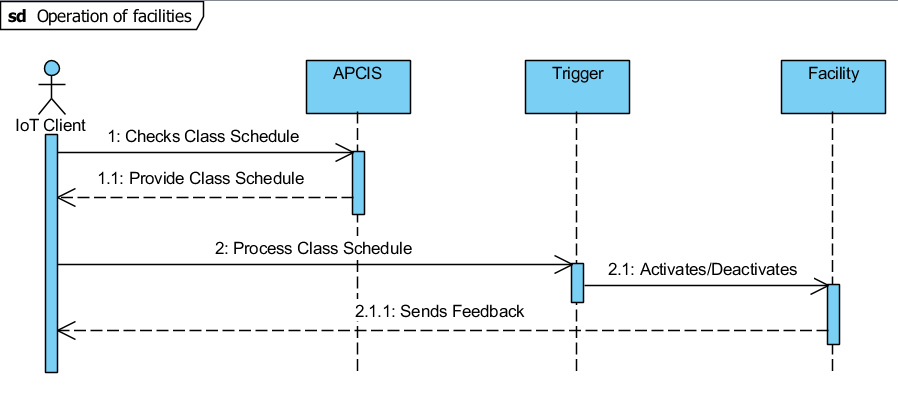 sd Operation of facilities
APCIS
Trigger
Facility
IoT Client
1: Checks Class Schedule
1.1: Provide Class Schedule
2: Process Class Schedule
2.1: Activates/Deactivates
2.1.1: Sends Feedback